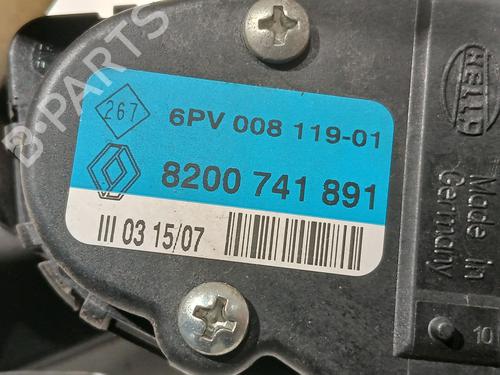 B-PARTS
267
6PV 008 119-01
8200 741 891
III 03 15/07
HELLA
Made in
Germany
10